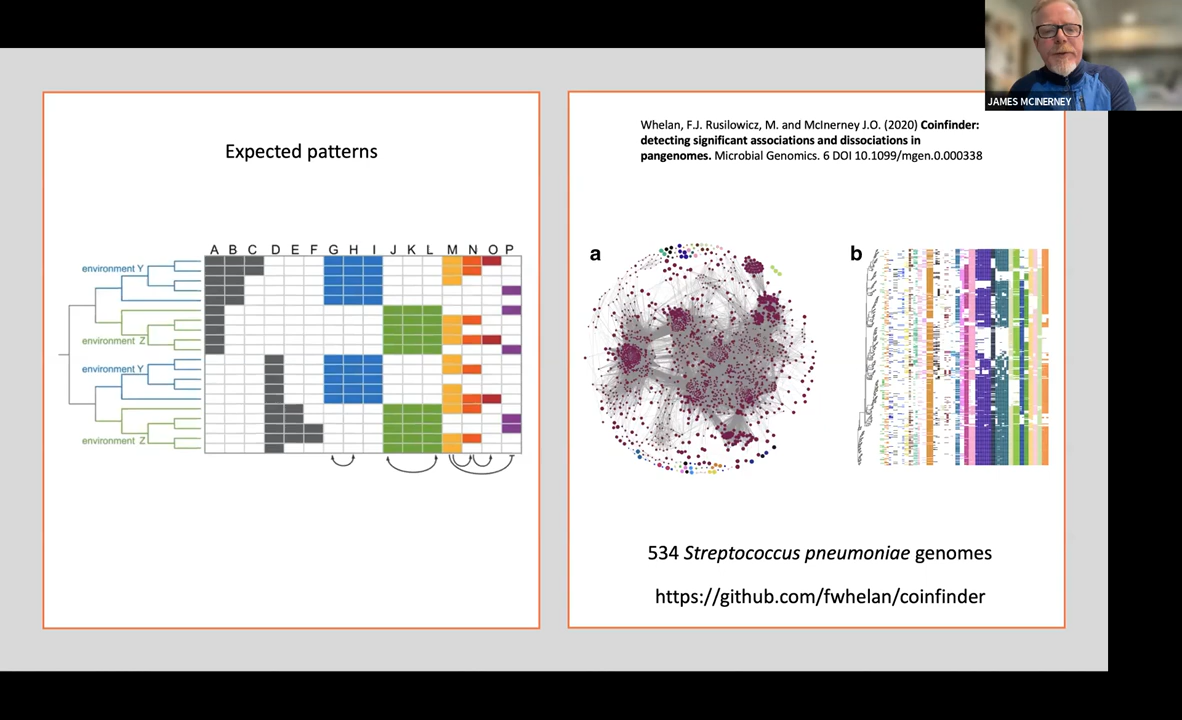 JAMES MCINERNEY
Expected patterns
A B C D E F G H I J K L M N O P
environment Y
environment Z
environment Y
environment Z
Whelan, F.J. Rusilowicz, M. and McInerney J.O. (2020) Coinfinder:
detecting significant associations and dissociations in
pangenomes. Microbial Genomics. 6 DOI 10.1099/mgen.0.000338
a
b
534 Streptococcus pneumoniae genomes
https://github.com/fwhelan/coinfinder